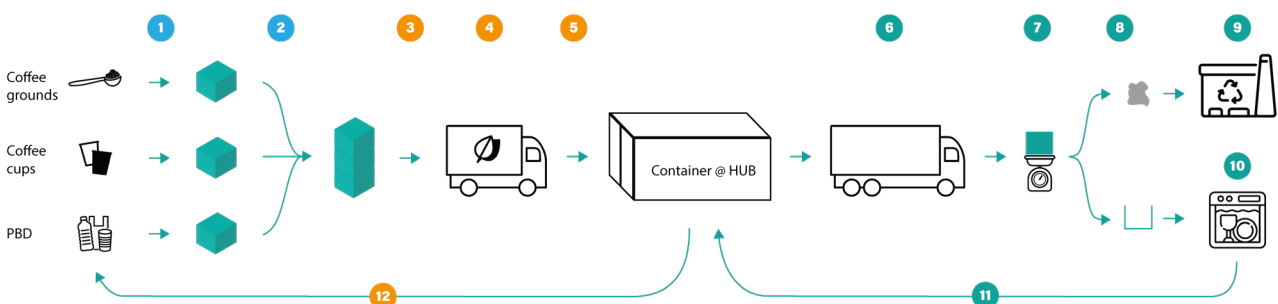 1 2 3 4 5 6 7 8 9
Coffee
grounds
Coffee
cups
Container @ HUB
10
PBD
12 11